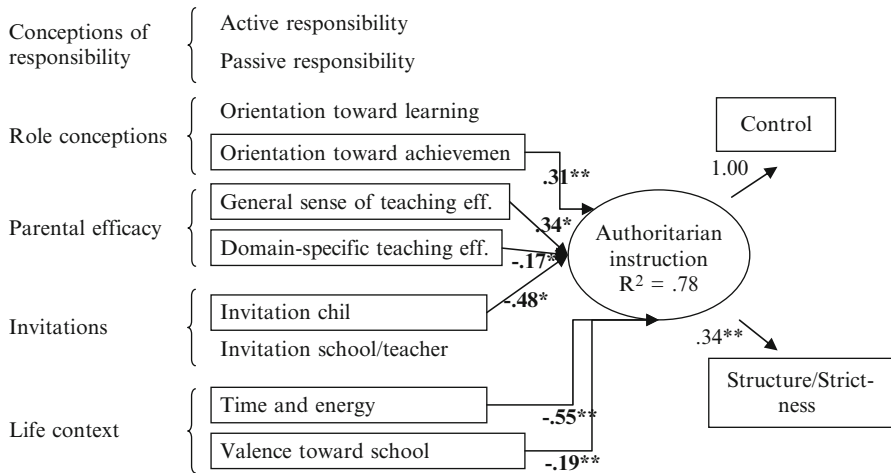 Conceptions of
responsibility
Active responsibility
Passive responsibility
Role conceptions
Orientation toward learning
Orientation toward achievemen
Parental efficacy
General sense of teaching eff.
Domain-specific teaching eff.
Invitations
Invitation chil
Invitation school/teacher
Life context
Time and energy
Valence toward school
.31**
.34*
-.17*
-.48*
-.55**
-.19**
Authoritarian
instruction
R² = .78
1.00
Control
.34**
Structure/Strict-
ness